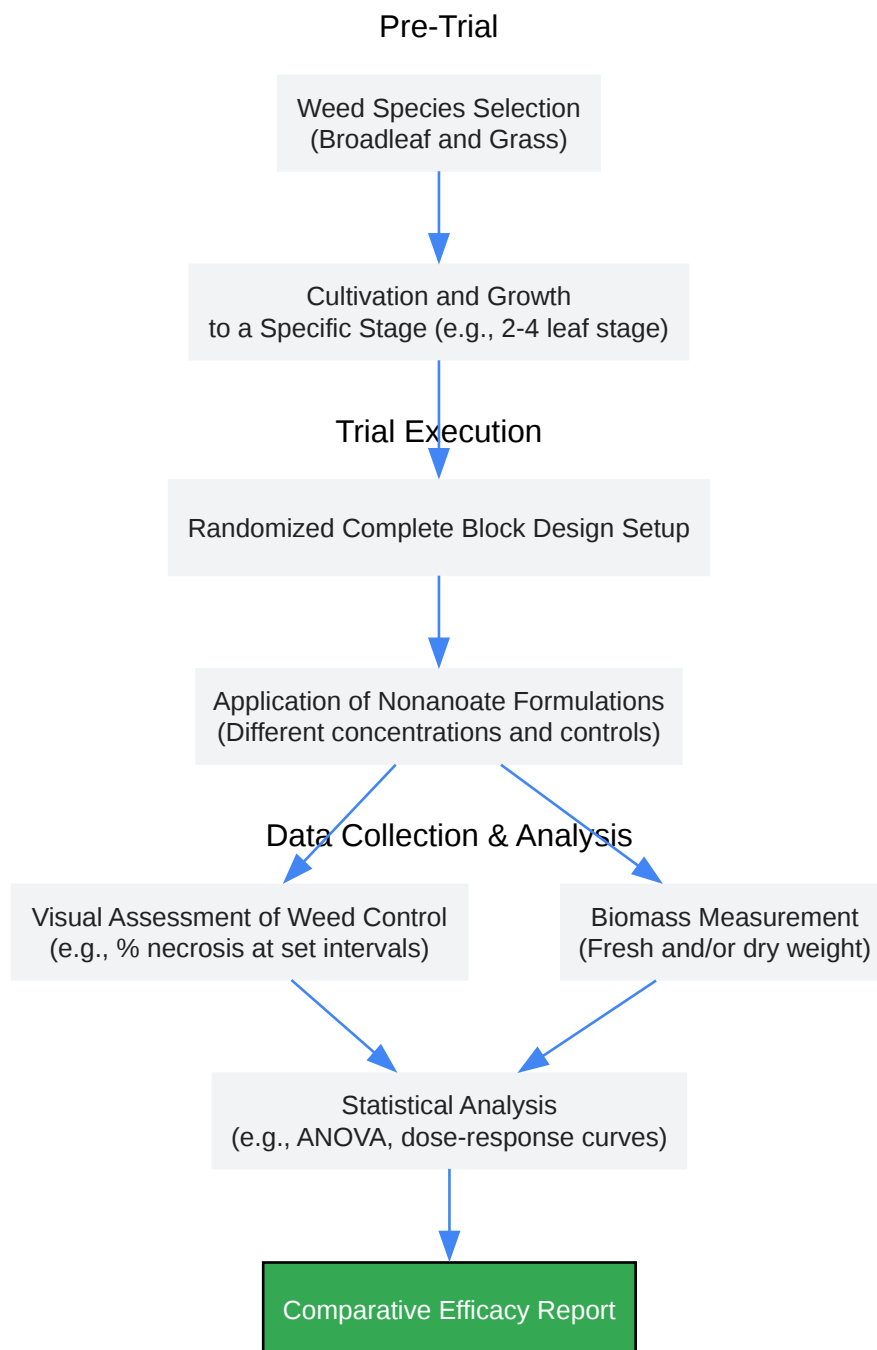 Pre-Trial
Weed Species Selection
(Broadleaf and Grass)
Cultivation and Growth
to a Specific Stage (e.g., 2-4 leaf stage)
Trial Execution
Randomized Complete Block Design Setup
Application of Nonanoate Formulations
(Different concentrations and controls)
Data Collection & Analysis
Visual Assessment of Weed Control
(e.g., % necrosis at set intervals)
Biomass Measurement
(Fresh and/or dry weight)
Statistical Analysis
(e.g., ANOVA, dose-response curves)
Comparative Efficacy Report